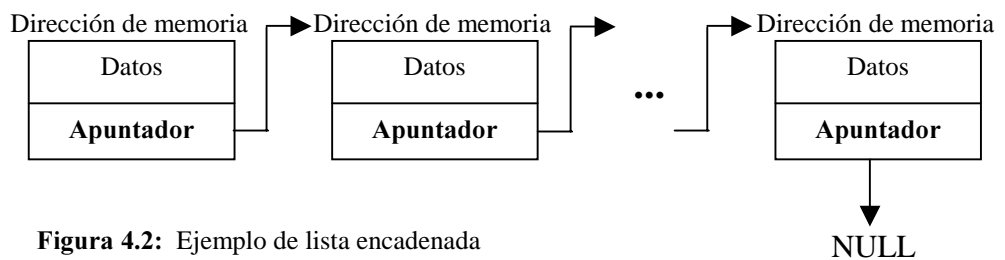 Dirección de memoria Dirección de memoria Dirección de memoria
Datos Datos Datos
...
Apuntador Apuntador Apuntador
Figura 4.2: Ejemplo de lista encadenada
NULL